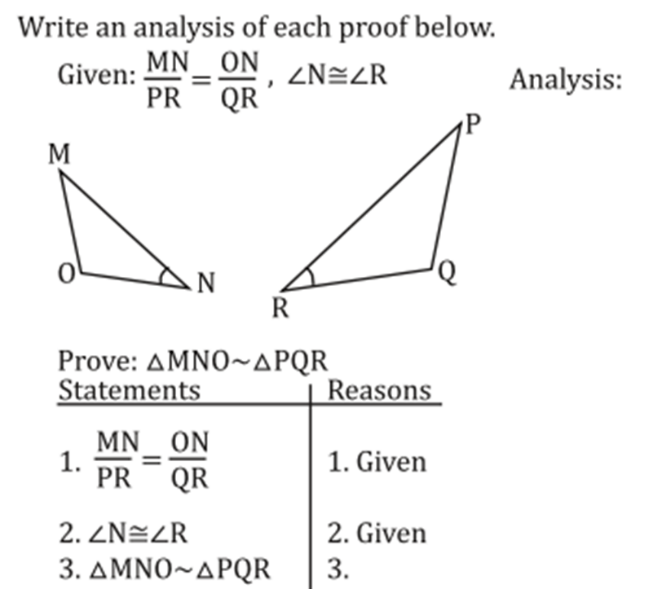 Write an analysis of each proof below.
Given: MN/PR = ON/QR , ∠N≅∠R
Analysis:
M
O
N
P
Q
R
Prove: △MNO~△PQR
Statements Reasons
1. MN/PR = ON/QR 1. Given
2. ∠N≅∠R 2. Given
3. △MNO~△PQR 3.